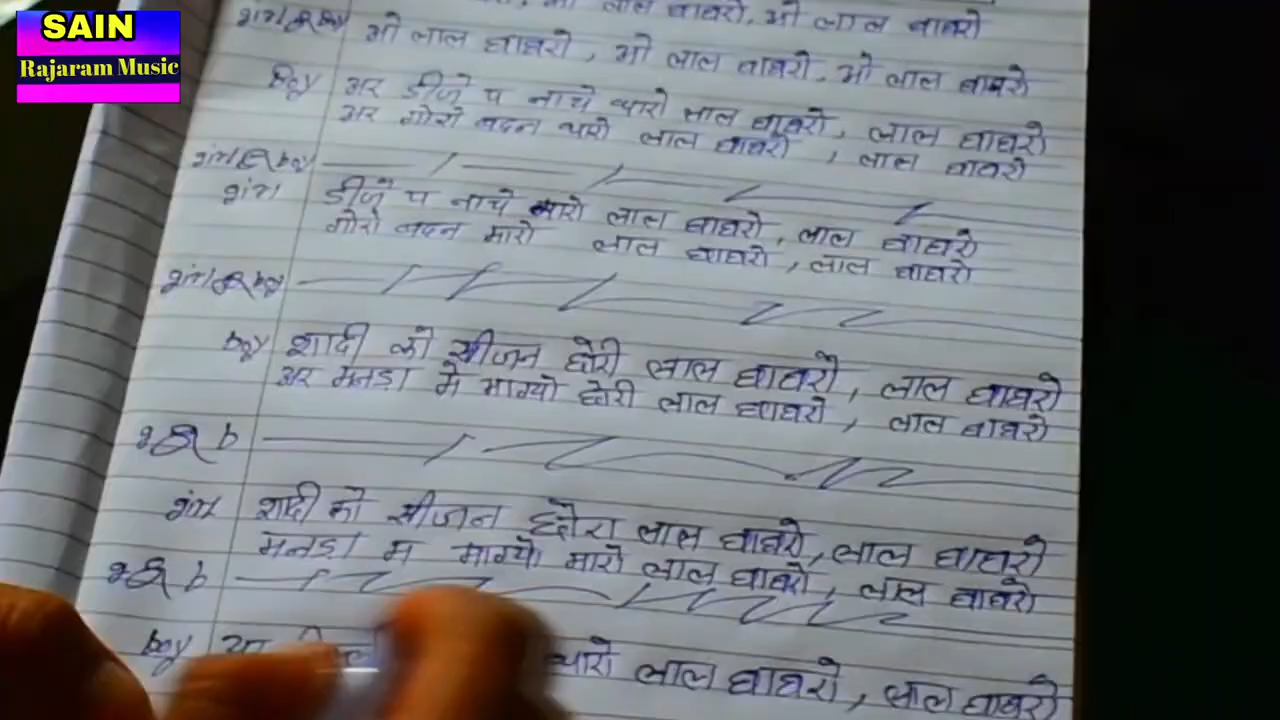 SAIN
Rajaram Music
लाल घाघरो, ओ लाल घाघरो
girl & boy ओ लाल घाघरो, ओ लाल घाघरो, ओ लाल घाघरो
Boy अर डीजे प नाचे थारो लाल घाघरो, लाल घाघरो
अर गोरो बदन थारो लाल घाघरो, लाल घाघरो
girl & boy
girl डीजे प नाचे मारो लाल घाघरो, लाल घाघरो
गोरो बदन मारो लाल घाघरो, लाल घाघरो
girl & boy
boy शादी को सीजन छोरी लाल घाघरो, लाल घाघरो
अर मनड़ा मे भाग्यो छोरी लाल घाघरो, लाल घाघरो
g & b
girl शादी को सीजन छोरा लाल घाघरो, लाल घाघरो
मनड़ा म भाग्यो मारो लाल घाघरो, लाल घाघरो
g & b
boy या थारो लाल घाघरो, लाल घाघरो